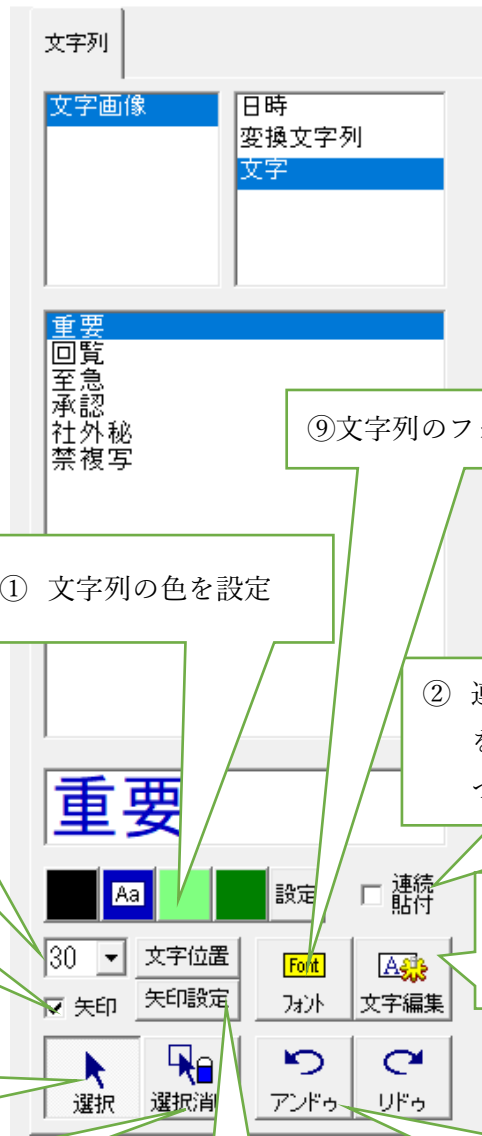 文字列
文字画像
日時
変換文字列
文字
重要
回覧
至急
承認
社外秘
禁複写
⑨文字列のフ
① 文字列の色を設定
② 連
を
重要
Aa
設定
連続
貼付
30
文字位置
矢印
矢印設定
Font
フォント
文字編集
選択
選択消
アンドゥ
リドゥ